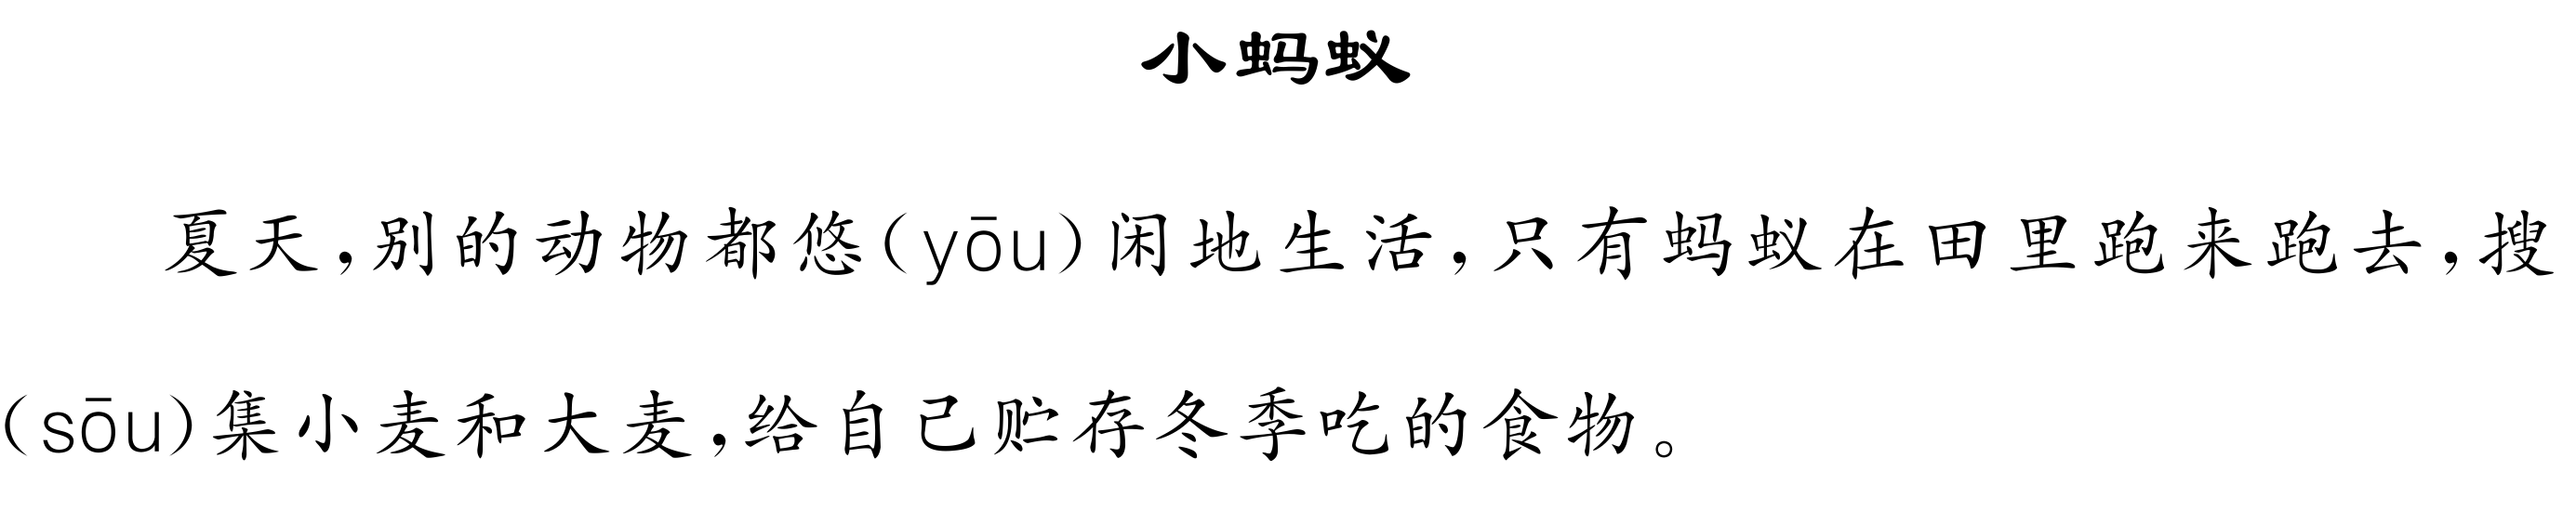 小蚂蚁
夏天,别的动物都悠(yōu)闲地生活,只有蚂蚁在田里跑来跑去,搜
(sōu)集小麦和大麦,给自己贮存冬季吃的食物。